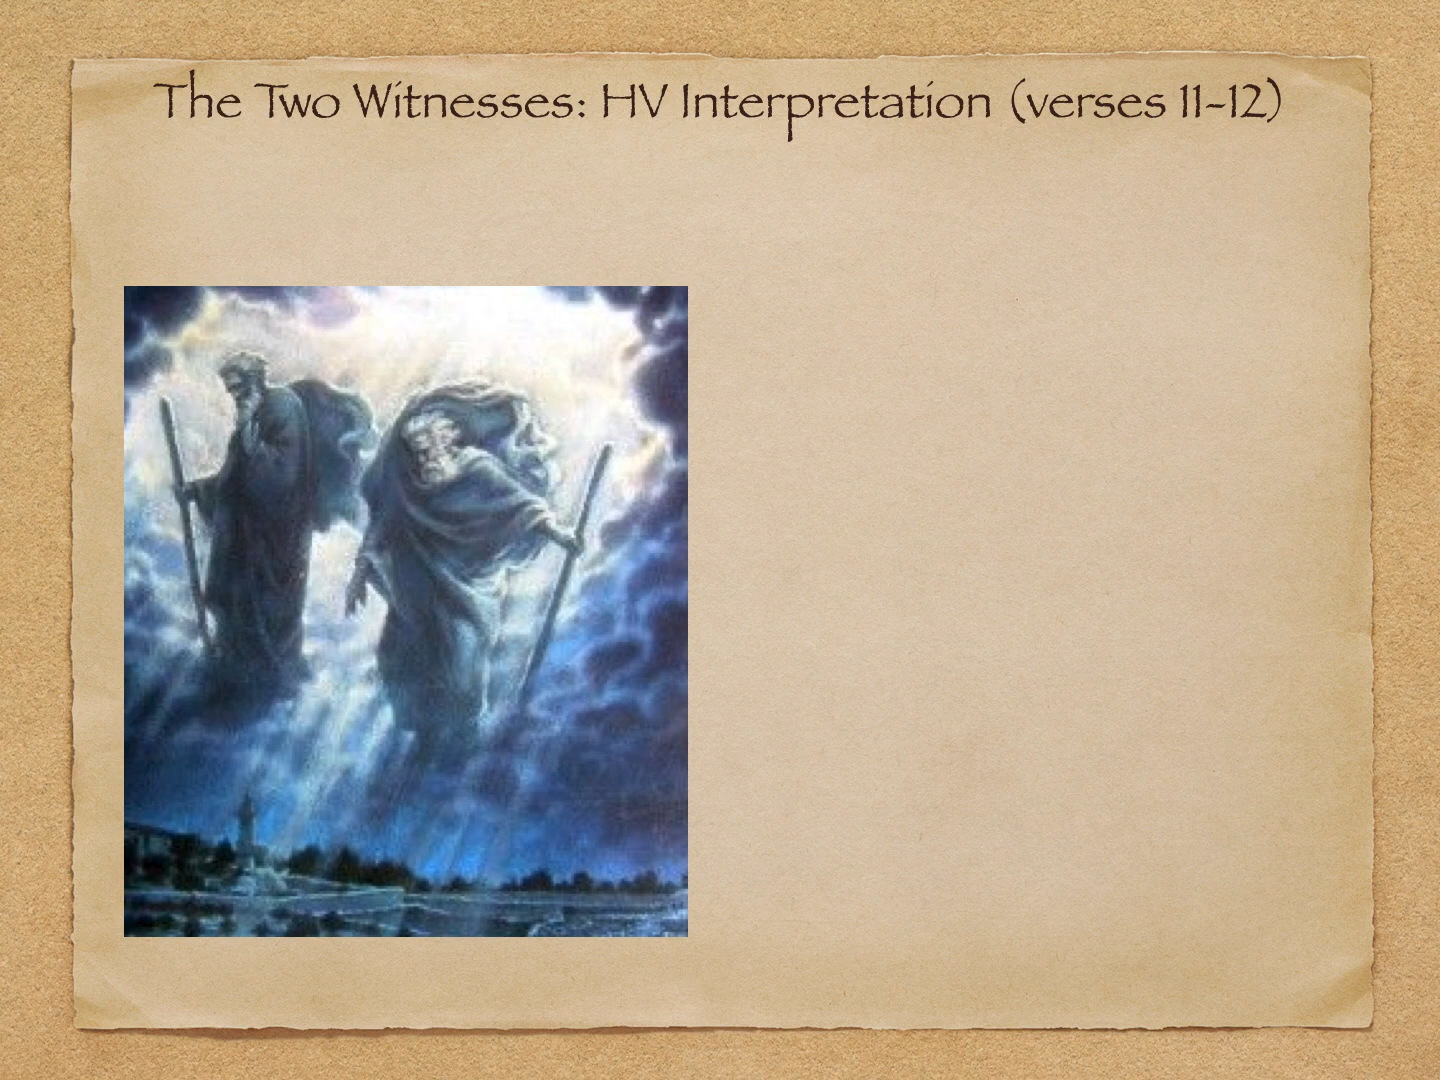 The Two Witnesses: HV Interpretation (verses 11-12)